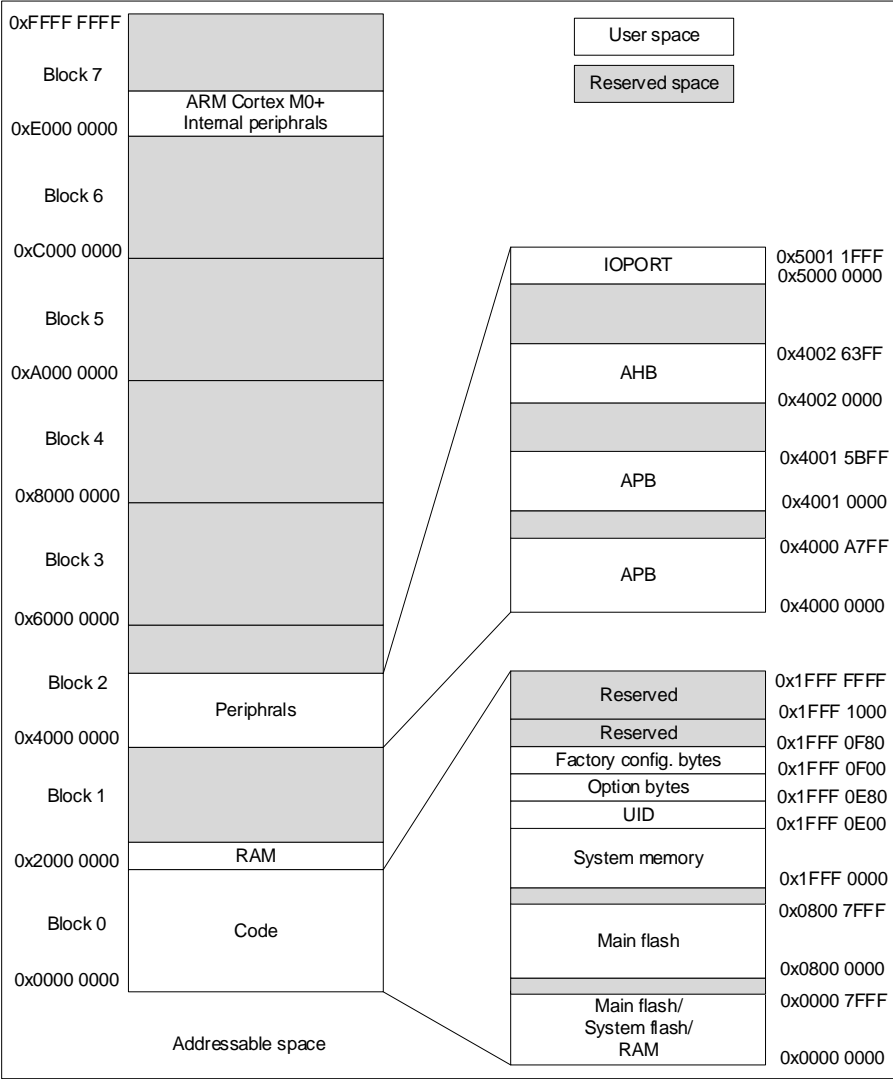 0xFFFF FFFF
Block 7
ARM Cortex M0+
Internal periphrals
0xE000 0000
Block 6
0xC000 0000
Block 5
0xA000 0000
Block 4
0x8000 0000
Block 3
0x6000 0000
Block 2
Periphrals
0x4000 0000
Block 1
RAM
0x2000 0000
Block 0
Code
0x0000 0000
Addressable space
User space
Reserved space
IOPORT
0x5001 1FFF
0x5000 0000
0x4002 63FF
AHB
0x4002 0000
0x4001 5BFF
APB
0x4001 0000
0x4000 A7FF
APB
0x4000 0000
0x1FFF FFFF
Reserved
0x1FFF 1000
Reserved
0x1FFF 0F80
Factory config. bytes
0x1FFF 0F00
Option bytes
0x1FFF 0E80
UID
0x1FFF 0E00
System memory
0x1FFF 0000
0x0800 7FFF
Main flash
0x0800 0000
0x0000 7FFF
Main flash/
System flash/
RAM
0x0000 0000